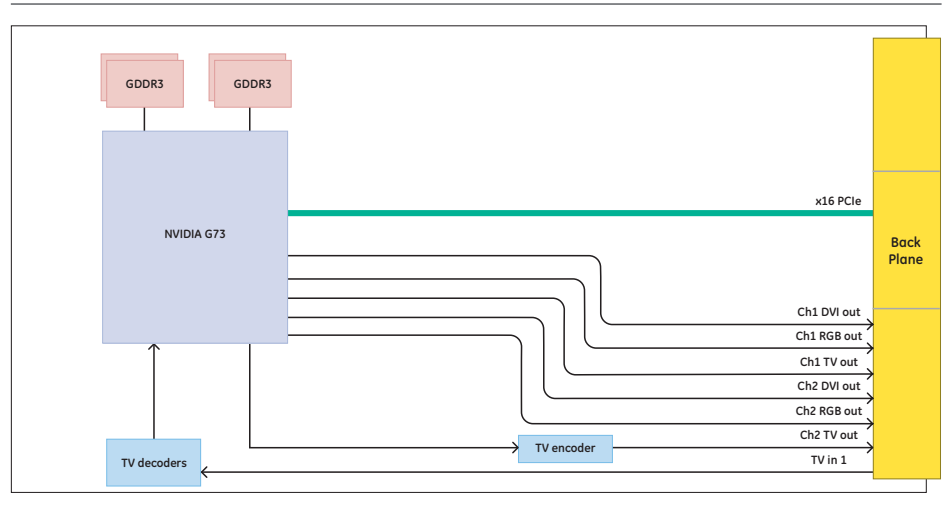 GDDR3
GDDR3
x16 PCIe
NVIDIA G73
Back
Plane
Ch1 DVI out
Ch1 RGB out
Ch1 TV out
Ch2 DVI out
Ch2 RGB out
Ch2 TV out
TV encoder
TV decoders
TV in 1